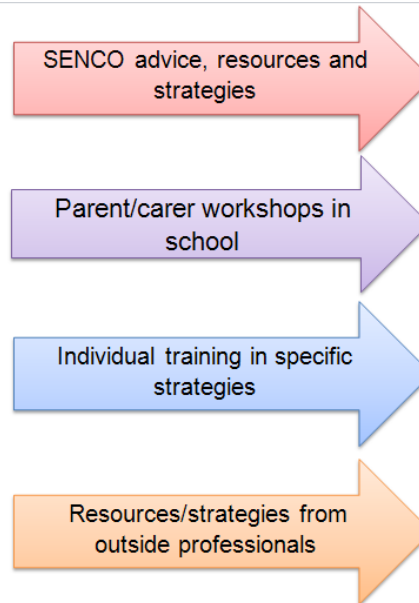 SENCO advice, resources and
strategies
Parent/carer workshops in
school
Individual training in specific
strategies
Resources/strategies from
outside professionals